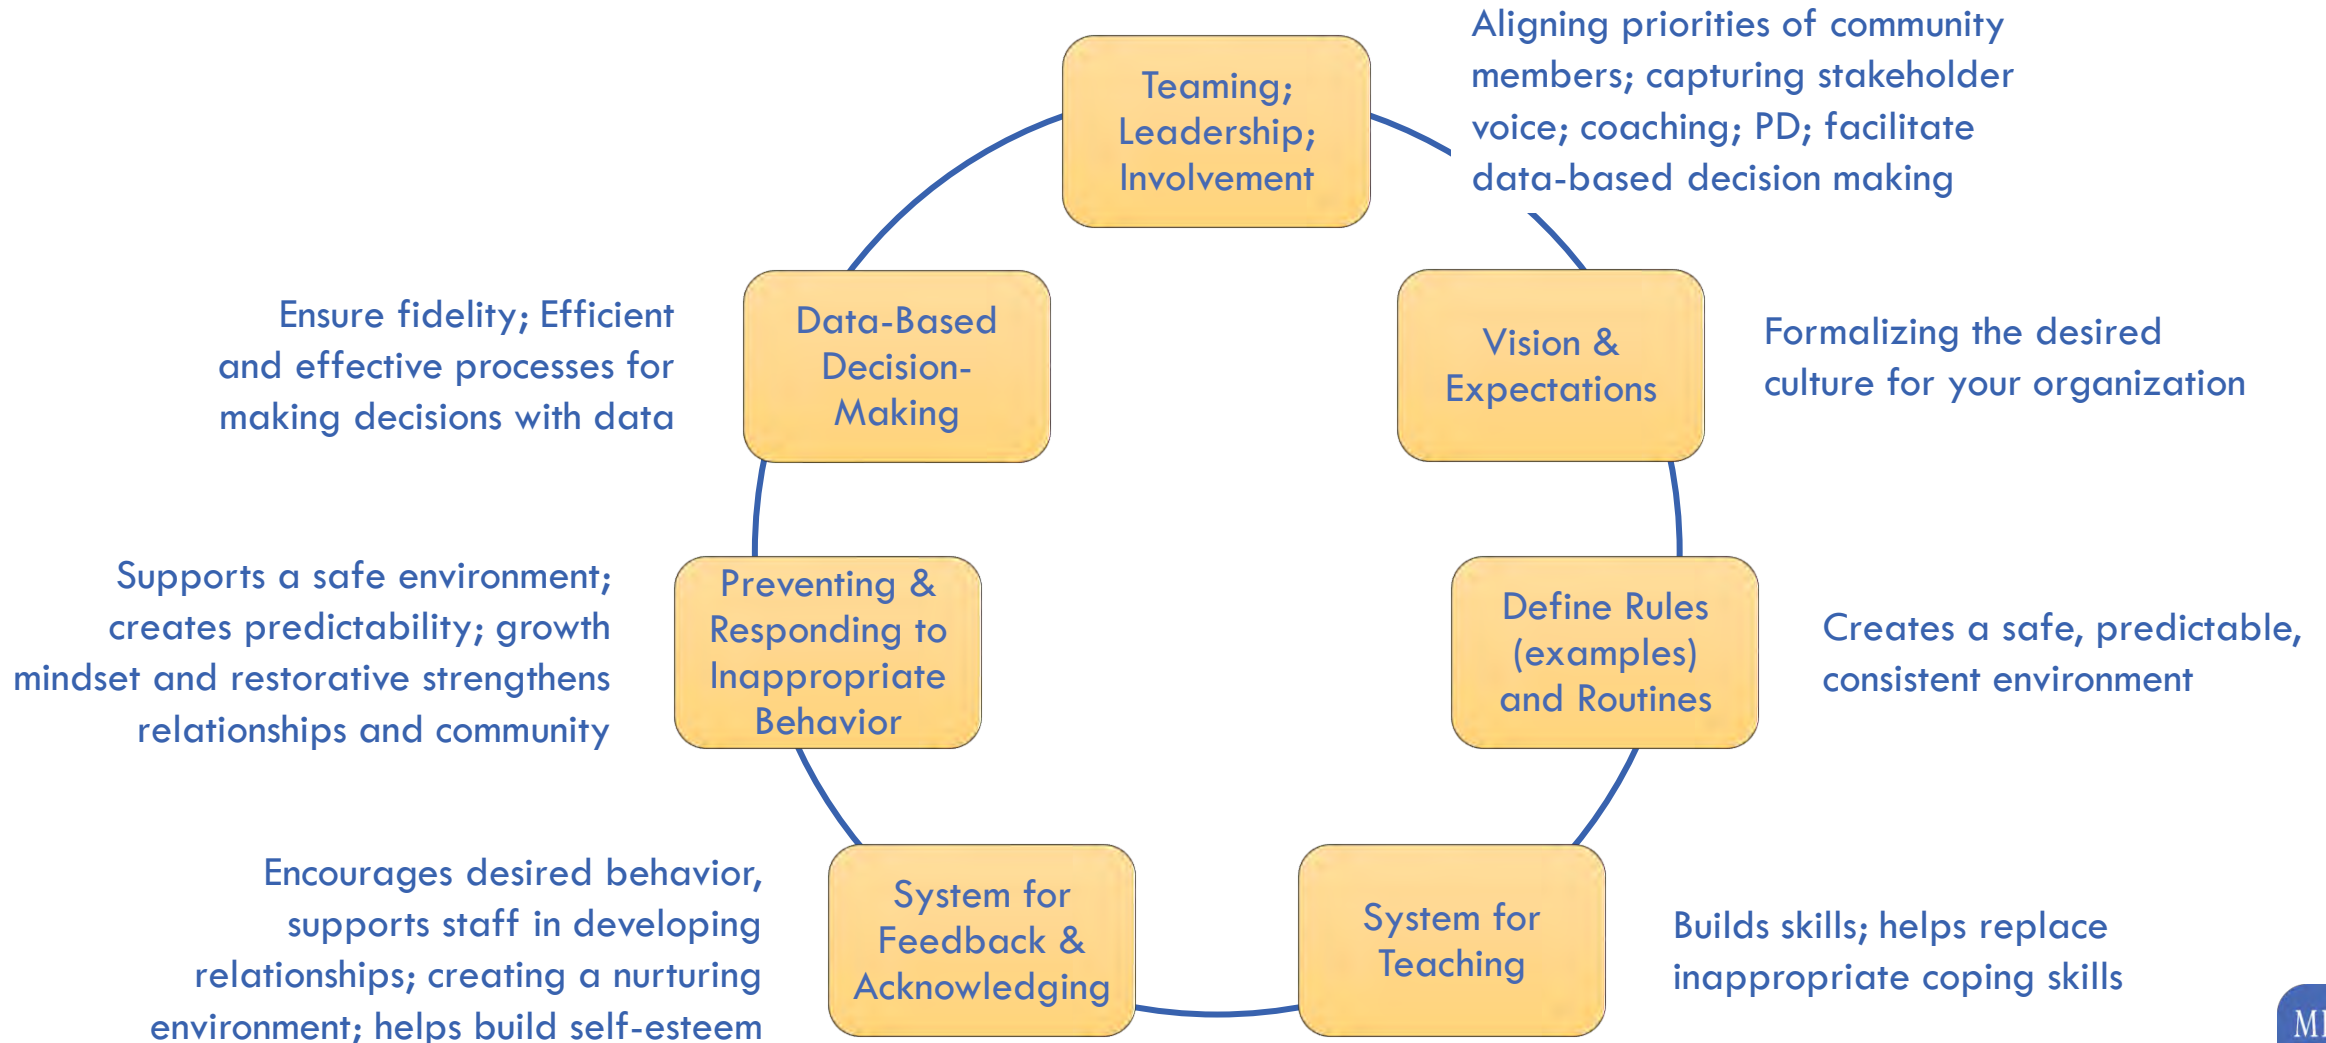 Teaming;
Leadership;
Involvement
Aligning priorities of community
members; capturing stakeholder
voice; coaching; PD; facilitate
data-based decision making
Vision &
Expectations
Formalizing the desired
culture for your organization
Define Rules
(examples)
and Routines
Creates a safe, predictable,
consistent environment
System for
Teaching
Builds skills; helps replace
inappropriate coping skills
System for
Feedback &
Acknowledging
Encourages desired behavior,
supports staff in developing
relationships; creating a nurturing
environment; helps build self-esteem
Preventing &
Responding to
Inappropriate
Behavior
Supports a safe environment;
creates predictability; growth
mindset and restorative strengthens
relationships and community
Data-Based
Decision-
Making
Ensure fidelity; Efficient
and effective processes for
making decisions with data